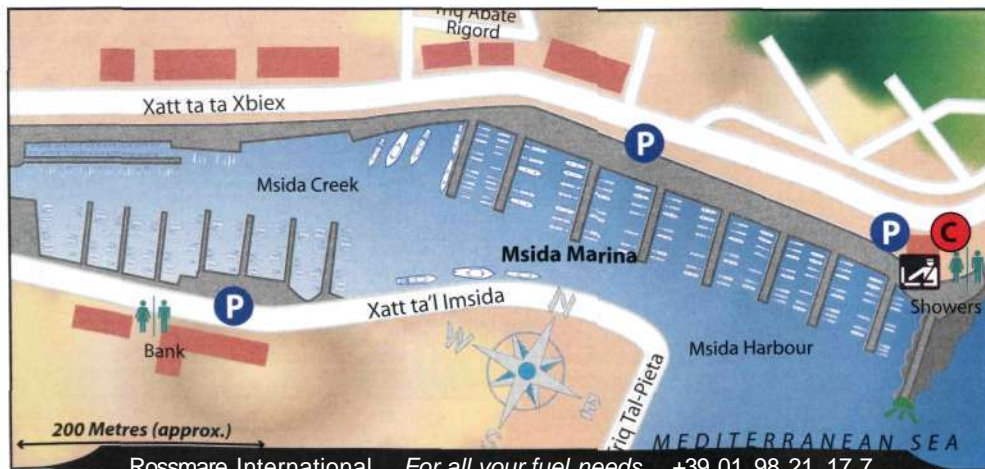 Triq Abate
Rigord
Xatt ta ta Xbiex
P
Msida Creek
P
C
Msida Marina
Showers
P
Xatt ta'l Imsida
N
W
E
S
Bank
Msida Harbour
Triq Tal-Pieta
200 Metres (approx.)
MEDITERRANEAN SEA
Rossmare International For all your fuel needs +39 01 98 21 17 7